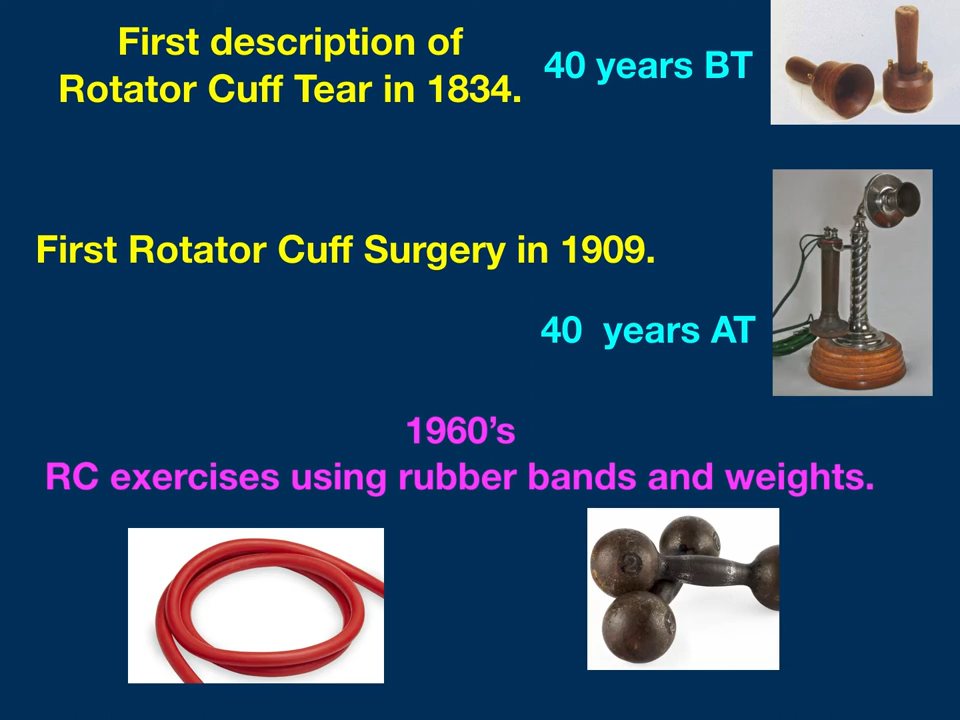 First description of
Rotator Cuff Tear in 1834.
40 years BT
First Rotator Cuff Surgery in 1909.
40 years AT
1960’s
RC exercises using rubber bands and weights.
2